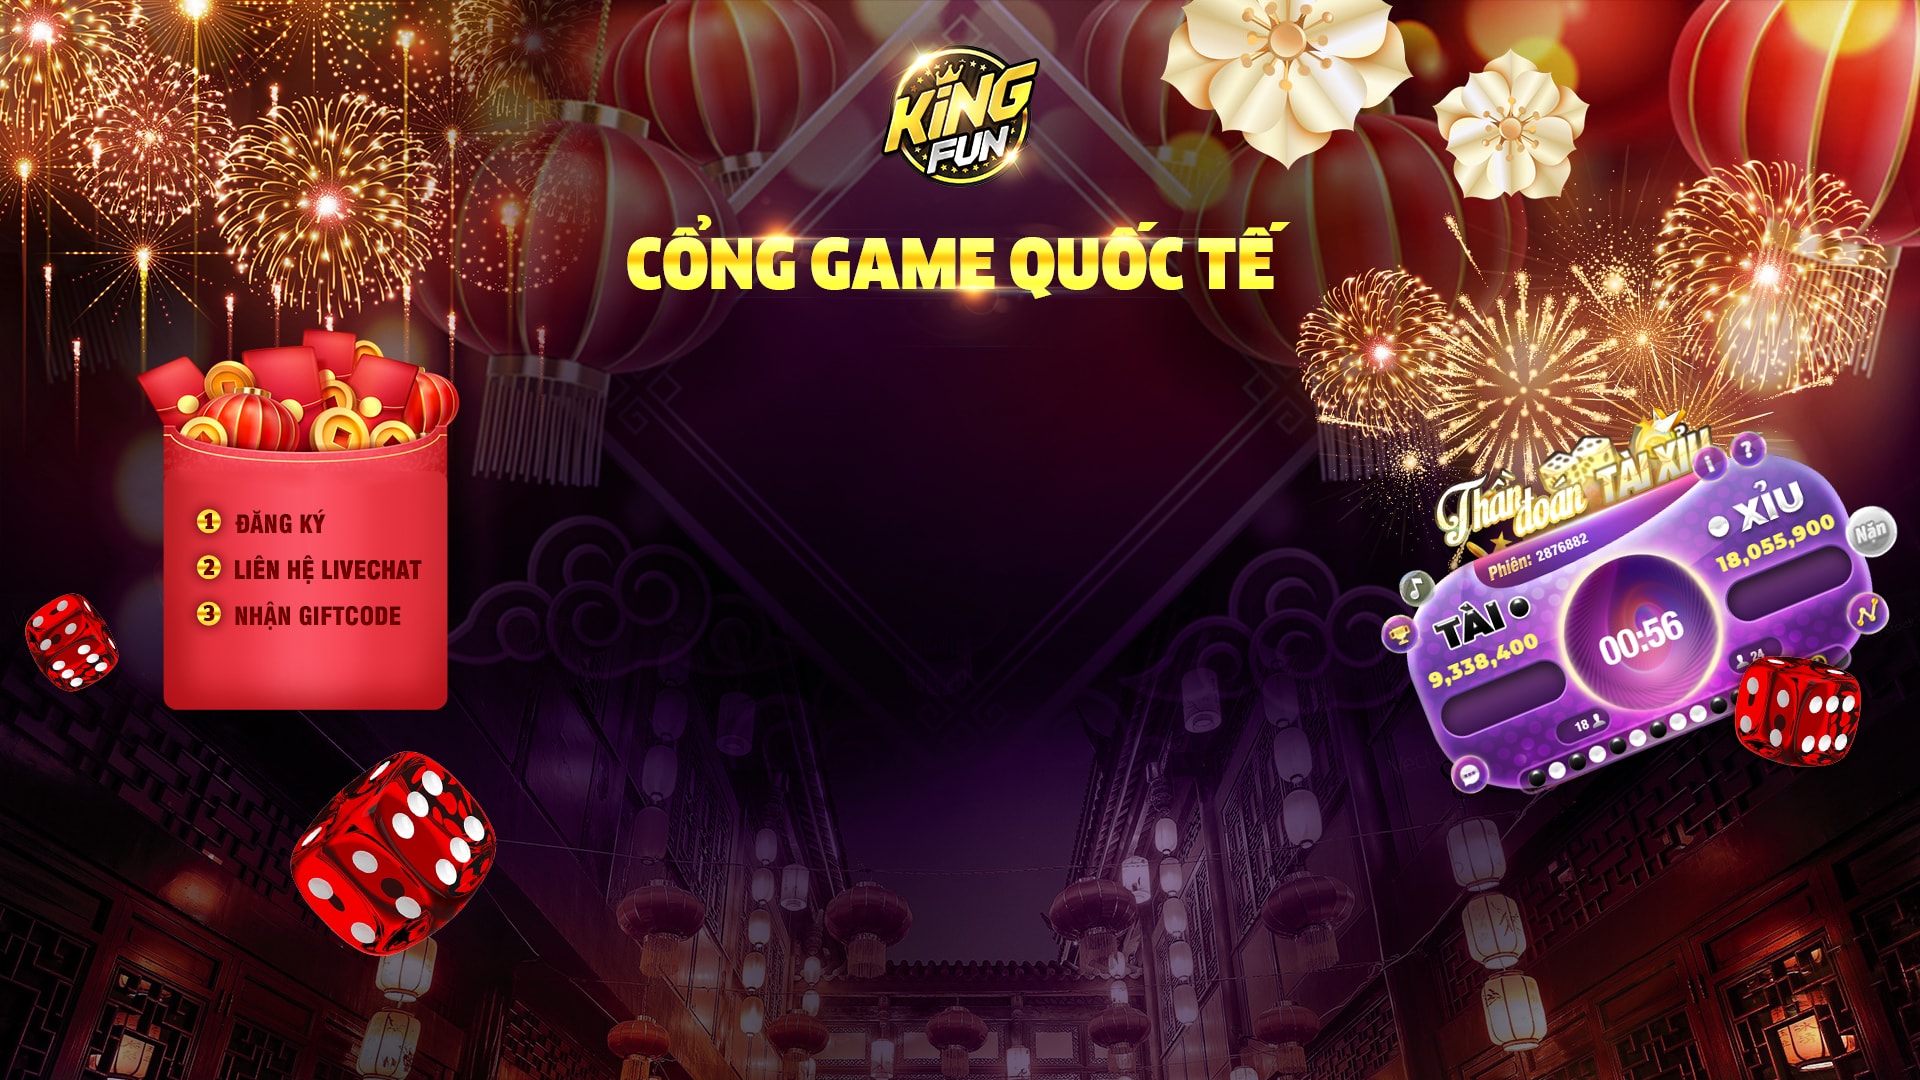 KING
FUN
CỔNG GAME QUỐC TẾ
1 ĐĂNG KÝ
2 LIÊN HỆ LIVECHAT
3 NHẬN GIFTCODE
Thần đoán TÀI XỈU
i ?
Phiên: 2876882
XỈU
18,055,900
Nặn
TÀI
9,338,400
00:56
24
18